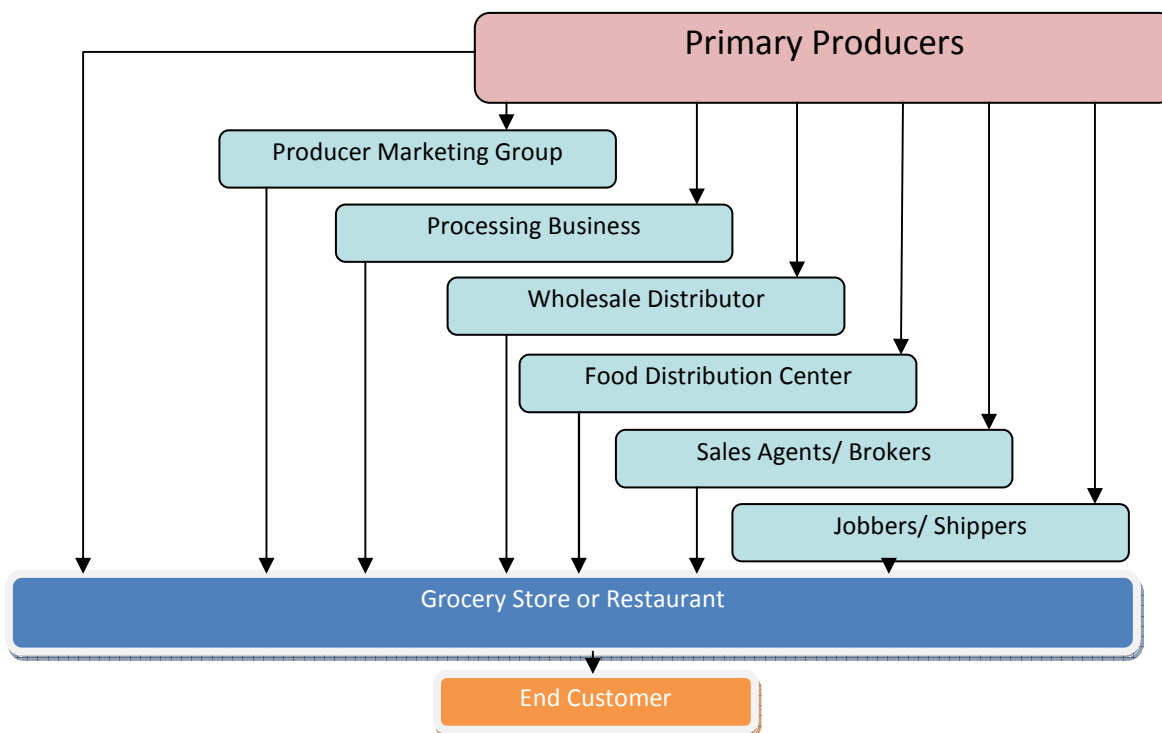 Primary Producers
Producer Marketing Group
Processing Business
Wholesale Distributor
Food Distribution Center
Sales Agents/ Brokers
Jobbers/ Shippers
Grocery Store or Restaurant
End Customer